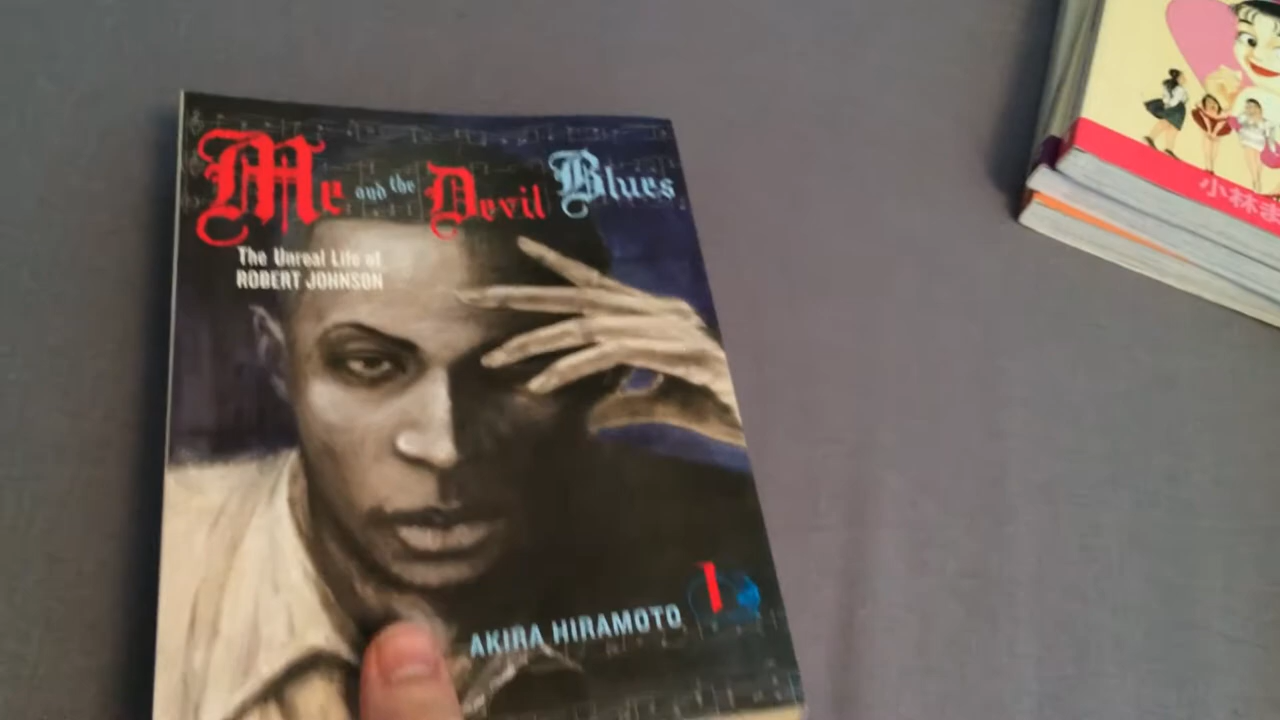 Me and the Devil Blues
The Unreal Life of
ROBERT JOHNSON
1
AKIRA HIRAMOTO
小林ま